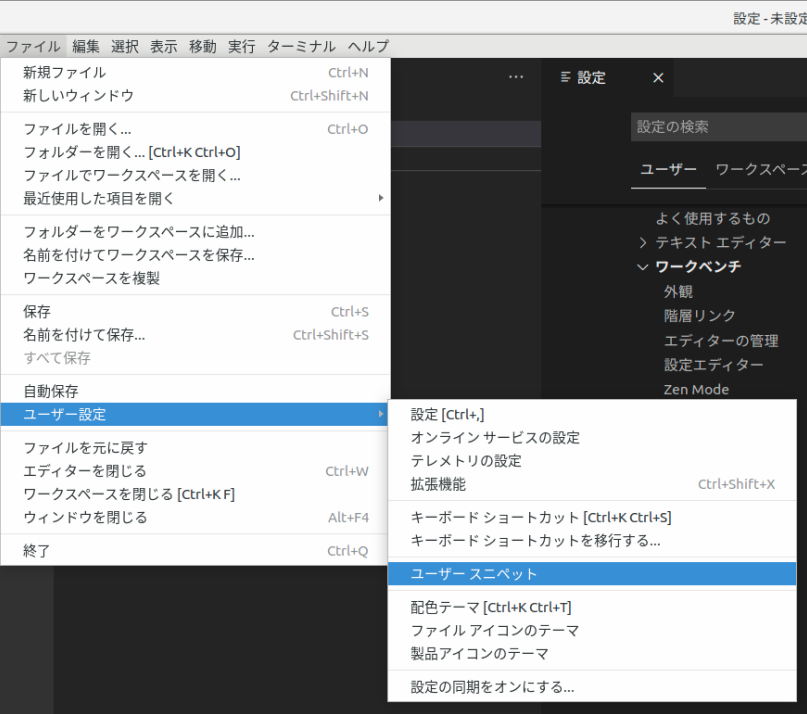 設定 - 未設定
ファイル 編集 選択 表示 移動 実行 ターミナル ヘルプ
新規ファイル Ctrl+N
新しいウィンドウ Ctrl+Shift+N
ファイルを開く... Ctrl+O
フォルダーを開く... [Ctrl+K Ctrl+O]
ファイルでワークスペースを開く...
最近使用した項目を開く
フォルダーをワークスペースに追加...
名前を付けてワークスペースを保存...
ワークスペースを複製
保存 Ctrl+S
名前を付けて保存... Ctrl+Shift+S
すべて保存
自動保存
ユーザー設定
ファイルを元に戻す
エディターを閉じる Ctrl+W
ワークスペースを閉じる [Ctrl+K F]
ウィンドウを閉じる Alt+F4
終了 Ctrl+Q
設定
設定の検索
ユーザー ワークスペース
よく使用するもの
テキスト エディター
ワークベンチ
外観
階層リンク
エディターの管理
設定エディター
Zen Mode
設定 [Ctrl+,]
オンライン サービスの設定
テレメトリの設定
拡張機能 Ctrl+Shift+X
キーボード ショートカット [Ctrl+K Ctrl+S]
キーボード ショートカットを移行する...
ユーザー スニペット
配色テーマ [Ctrl+K Ctrl+T]
ファイル アイコンのテーマ
製品アイコンのテーマ
設定の同期をオンにする...